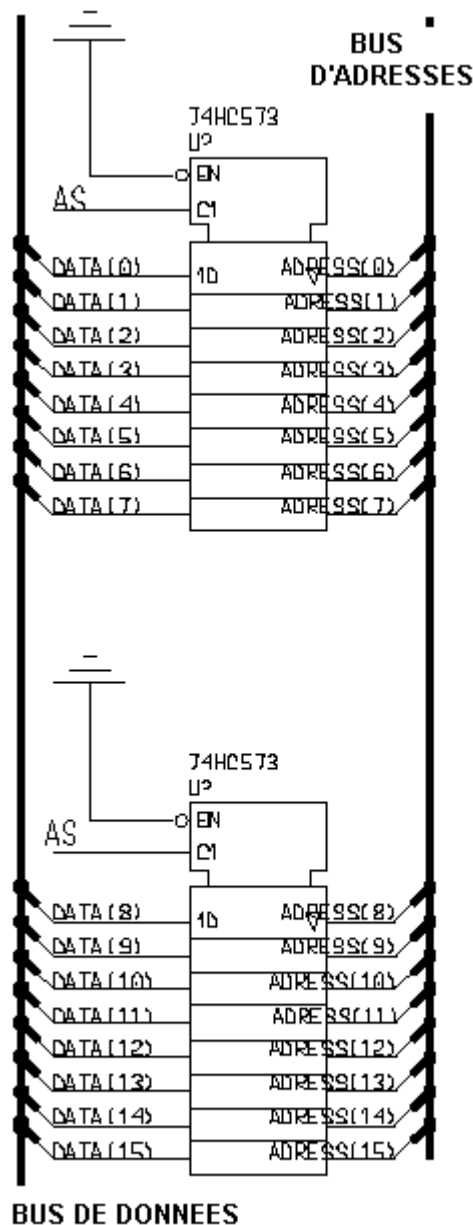 BUS
D'ADRESSES
74HC573
U?
EN
AS
C1
DATA(0) 1D ADRESS(0)
DATA(1) ADRESS(1)
DATA(2) ADRESS(2)
DATA(3) ADRESS(3)
DATA(4) ADRESS(4)
DATA(5) ADRESS(5)
DATA(6) ADRESS(6)
DATA(7) ADRESS(7)
74HC573
U?
EN
AS
C1
DATA(8) 1D ADRESS(8)
DATA(9) ADRESS(9)
DATA(10) ADRESS(10)
DATA(11) ADRESS(11)
DATA(12) ADRESS(12)
DATA(13) ADRESS(13)
DATA(14) ADRESS(14)
DATA(15) ADRESS(15)
BUS DE DONNEES